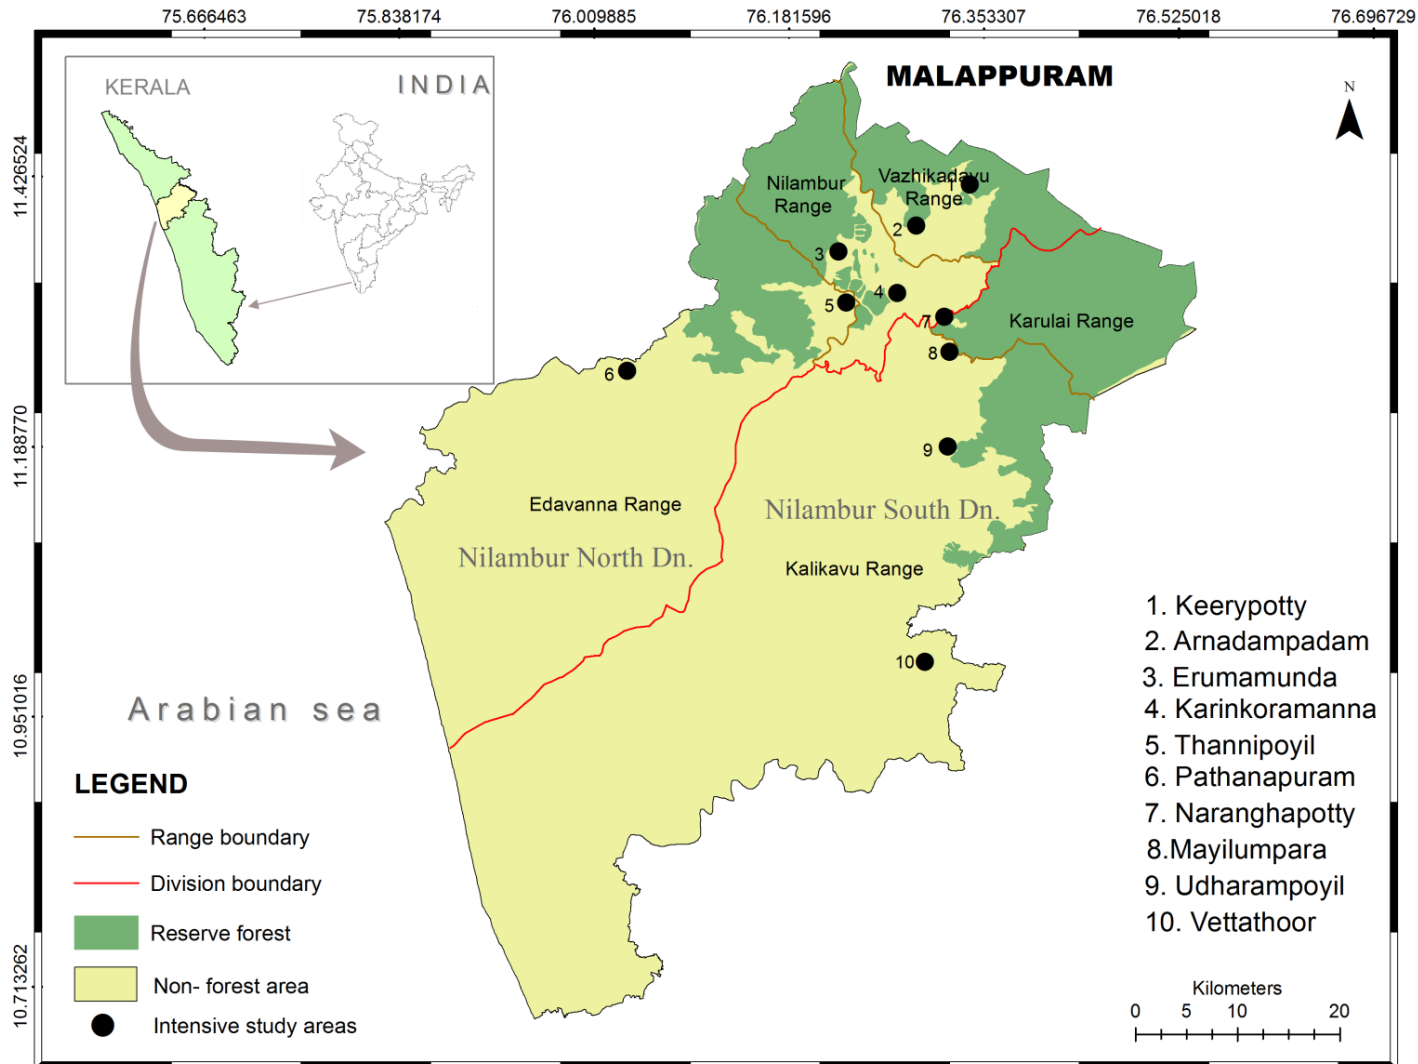 75.666463 75.838174 76.009885 76.181596 76.353307 76.525018 76.696729
MALAPPURAM
KERALA
INDIA
N
11.426524
11.188770
10.951016
10.713262
Nilambur
Range
Vazhikadavu
Range
1
2
3
4
5
6
7
8
9
10
Karulai Range
Edavanna Range
Nilambur North Dn.
Nilambur South Dn.
Kalikavu Range
Arabian sea
1. Keerypotty
2. Arnadampadam
3. Erumamunda
4. Karinkoramanna
5. Thannipoyil
6. Pathanapuram
7. Naranghapotty
8.Mayilumpara
9. Udharampoyil
10. Vettathoor
LEGEND
Range boundary
Division boundary
Reserve forest
Non- forest area
Intensive study areas
Kilometers
0 5 10 20